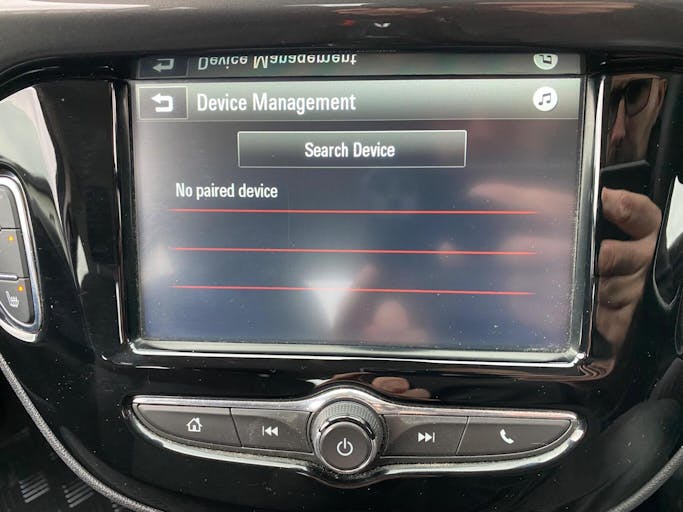 Device Management
Device Management
Search Device
No paired device